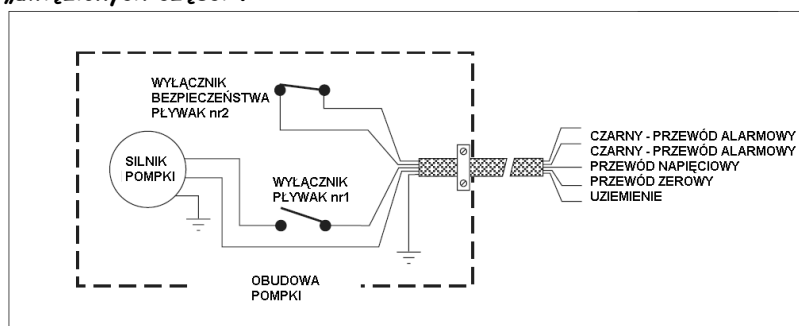 WYŁĄCZNIK
BEZPIECZEŃSTWA
PŁYWAK nr2
SILNIK
POMPKI
WYŁĄCZNIK
PŁYWAK nr1
OBUDOWA
POMPKI
CZARNY - PRZEWÓD ALARMOWY
CZARNY - PRZEWÓD ALARMOWY
PRZEWÓD NAPIĘCIOWY
PRZEWÓD ZEROWY
UZIEMIENIE